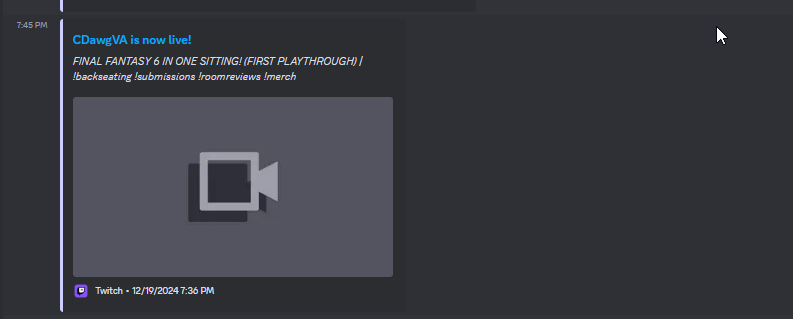 7:45 PM
CDawgVA is now live!
FINAL FANTASY 6 IN ONE SITTING! (FIRST PLAYTHROUGH) |
!backseating !submissions !roomreviews !merch
Twitch • 12/19/2024 7:36 PM